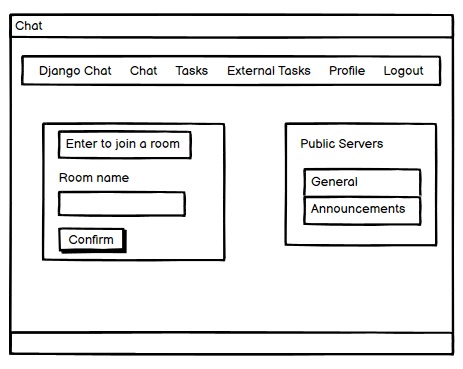 Chat
Django Chat Chat Tasks External Tasks Profile Logout
Enter to join a room
Room name
Confirm
Public Servers
General
Announcements